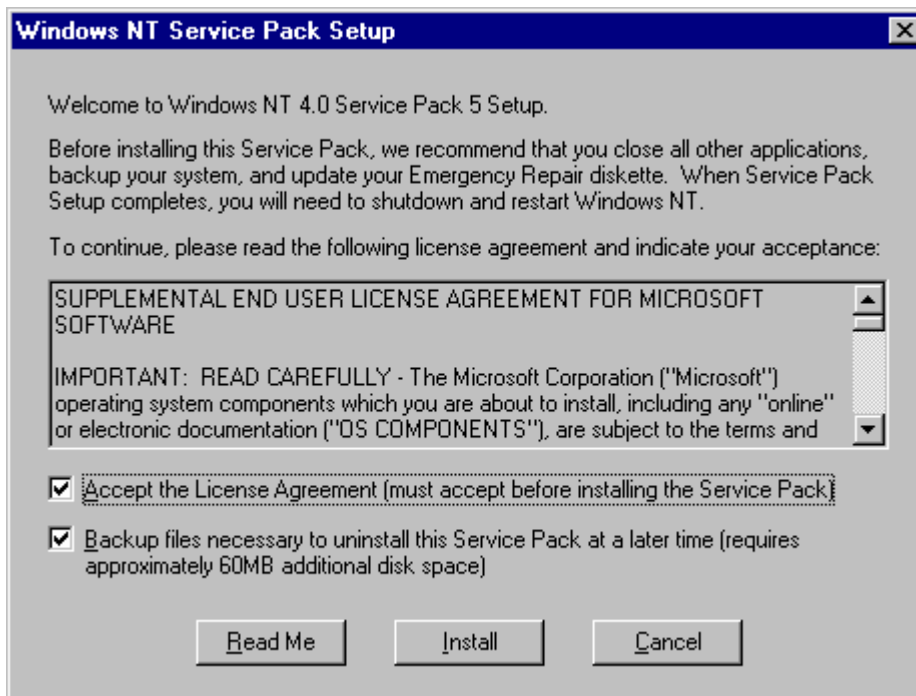 Windows NT Service Pack Setup
Welcome to Windows NT 4.0 Service Pack 5 Setup.
Before installing this Service Pack, we recommend that you close all other applications,
backup your system, and update your Emergency Repair diskette.  When Service Pack
Setup completes, you will need to shutdown and restart Windows NT.
To continue, please read the following license agreement and indicate your acceptance:
SUPPLEMENTAL END USER LICENSE AGREEMENT FOR MICROSOFT
SOFTWARE
IMPORTANT:  READ CAREFULLY - The Microsoft Corporation ("Microsoft")
operating system components which you are about to install, including any "online"
or electronic documentation ("OS COMPONENTS"), are subject to the terms and
Accept the License Agreement (must accept before installing the Service Pack)
Backup files necessary to uninstall this Service Pack at a later time (requires
approximately 60MB additional disk space)
Read Me Install Cancel